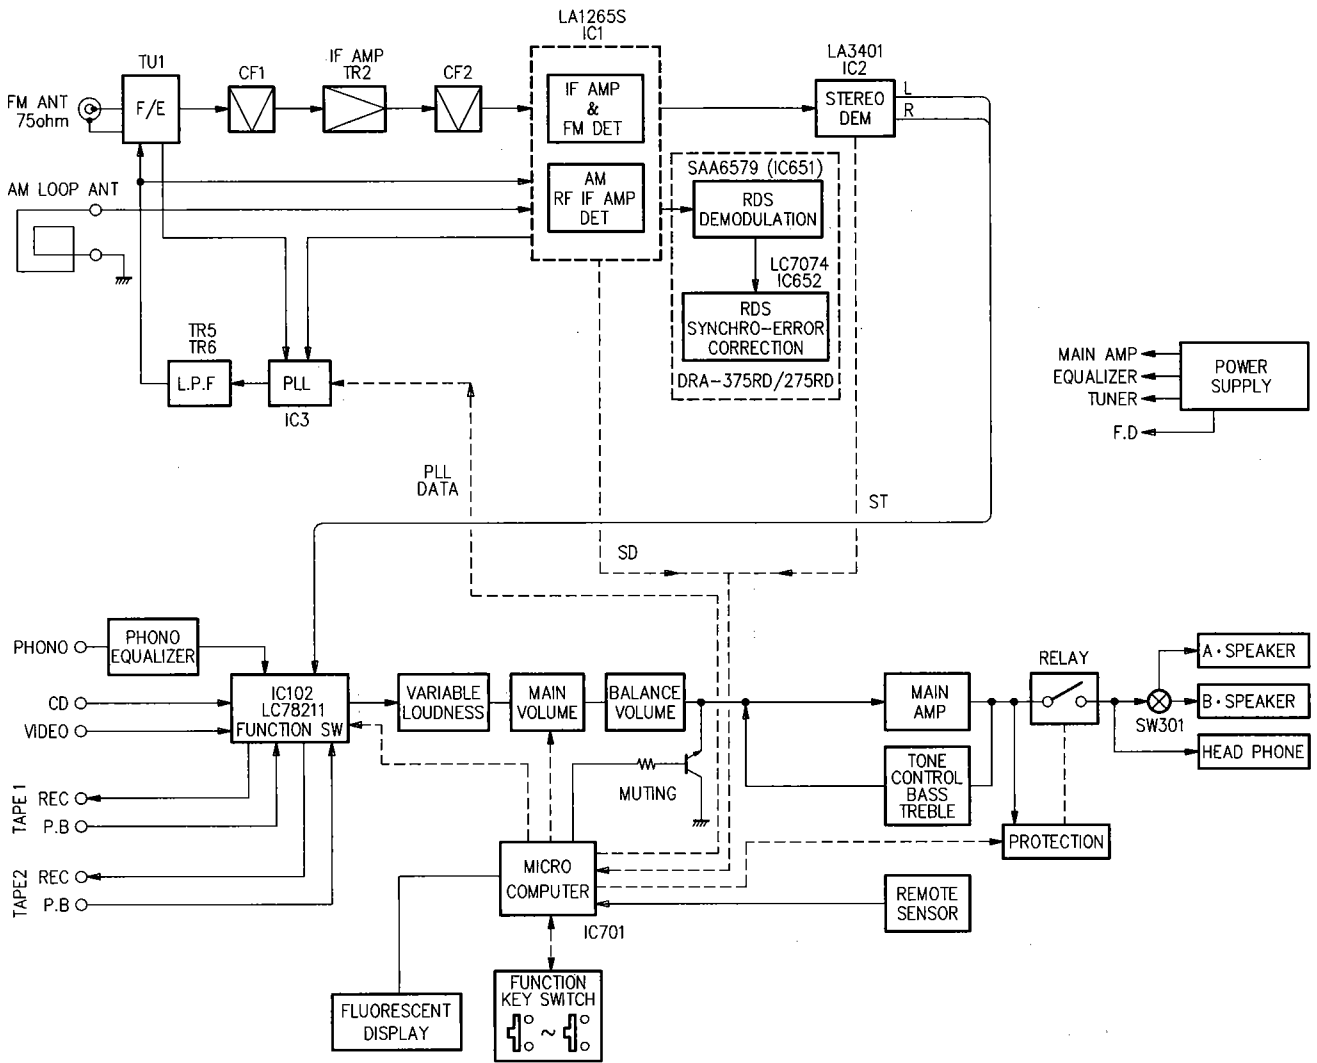 LA1265S
IC1
TU1
FM ANT
75ohm
F/E
CF1
IF AMP
TR2
CF2
IF AMP
&
FM DET
LA3401
IC2
STEREO
DEM
L
R
AM LOOP ANT
AM
RF IF AMP
DET
SAA6579 (IC651)
RDS
DEMODULATION
LC7074
IC652
RDS
SYNCHRO-ERROR
CORRECTION
DRA-375RD/275RD
TR5
TR6
L.P.F
PLL
IC3
MAIN AMP
EQUALIZER
TUNER
F.D
POWER
SUPPLY
PLL
DATA
ST
SD
PHONO
PHONO
EQUALIZER
CD
VIDEO
IC102
LC78211
FUNCTION SW
VARIABLE
LOUDNESS
MAIN
VOLUME
BALANCE
VOLUME
MAIN
AMP
RELAY
A·SPEAKER
B·SPEAKER
SW301
HEAD PHONE
TAPE1
REC
P.B
TAPE2
REC
P.B
MUTING
TONE
CONTROL
BASS
TREBLE
PROTECTION
MICRO
COMPUTER
IC701
REMOTE
SENSOR
FLUORESCENT
DISPLAY
FUNCTION
KEY SWITCH
~